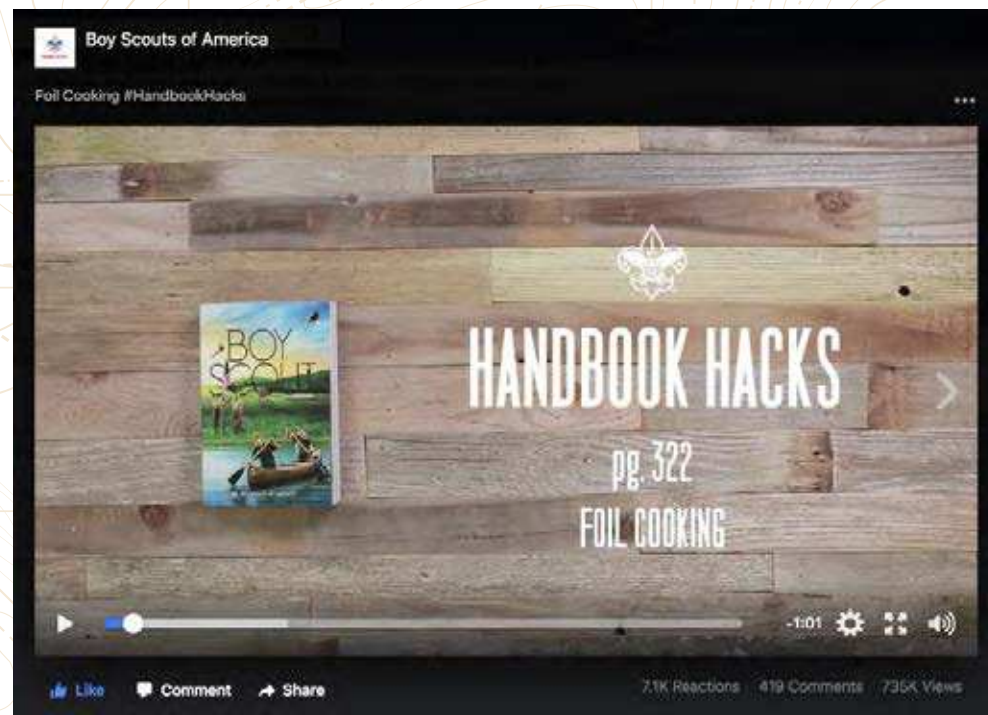 Boy Scouts of America
Foil Cooking #HandbookHacks
BOY
SCOUT
HANDBOOK HACKS
pg. 322
FOIL COOKING
-1:01
Like Comment Share
7.1K Reactions 419 Comments 735K Views